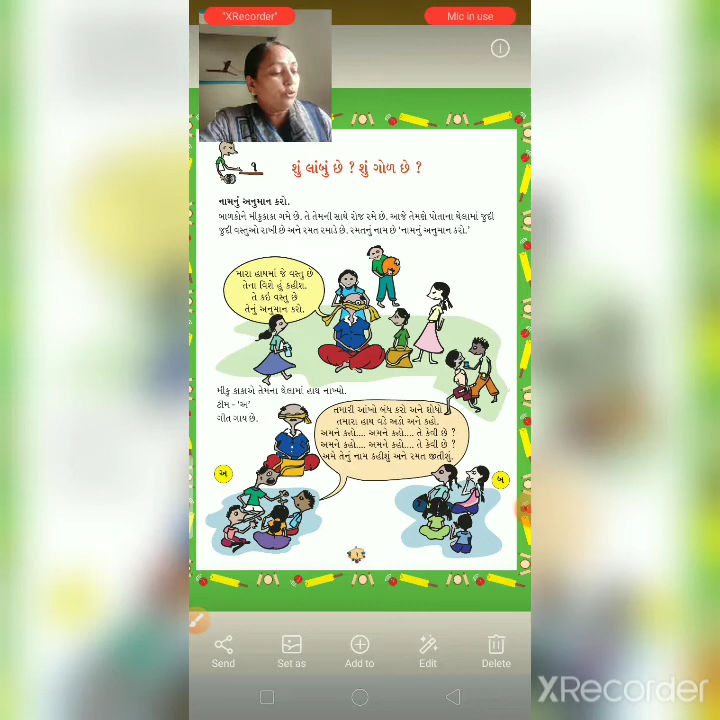 "XRecorder"
Mic in use
૧
શું લાંબું છે ? શું ગોળ છે ?
નામનું અનુમાન કરો.
બાળકોને મીકુકાકા ગમે છે. તે તેમની સાથે રોજ રમે છે. આજે તેમણે પોતાના થેલામાં જુદી
જુદી વસ્તુઓ રાખી છે અને રમત રમાડે છે. રમતનું નામ છે ‘નામનું અનુમાન કરો.’
મારા હાથમાં જે વસ્તુ છે
તેના વિશે હું કહીશ.
તે કઇ વસ્તુ છે
તેનું અનુમાન કરો.
મીકુ કાકાએ તેમના થેલામાં હાથ નાખ્યો.
ટીમ - ‘અ’
ગીત ગાય છે.
તમારી આંખો બંધ કરો અને શોધો
તમારા હાથ વડે અડો અને કહો.
અમને કહો.... અમને કહો.... તે કેવી છે ?
અમને કહો.... અમને કહો.... તે કેવી છે ?
અમે તેનું નામ કહીશું અને રમત જીતીશું.
અ
બ
૧
Send
Set as
Add to
Edit
Delete
XRecorder